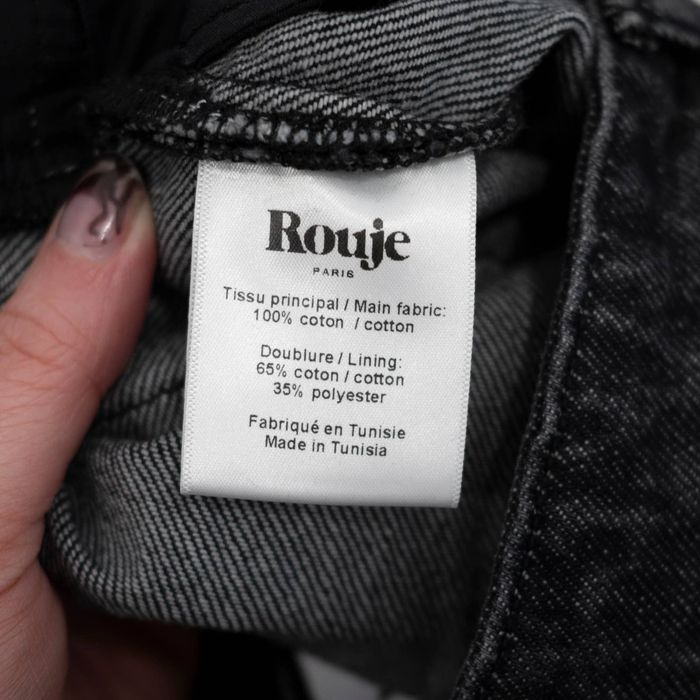 Rouje
PARIS
Tissu principal / Main fabric:
100% coton / cotton
Doublure / Lining:
65% coton / cotton
35% polyester
Fabriqué en Tunisie
Made in Tunisia